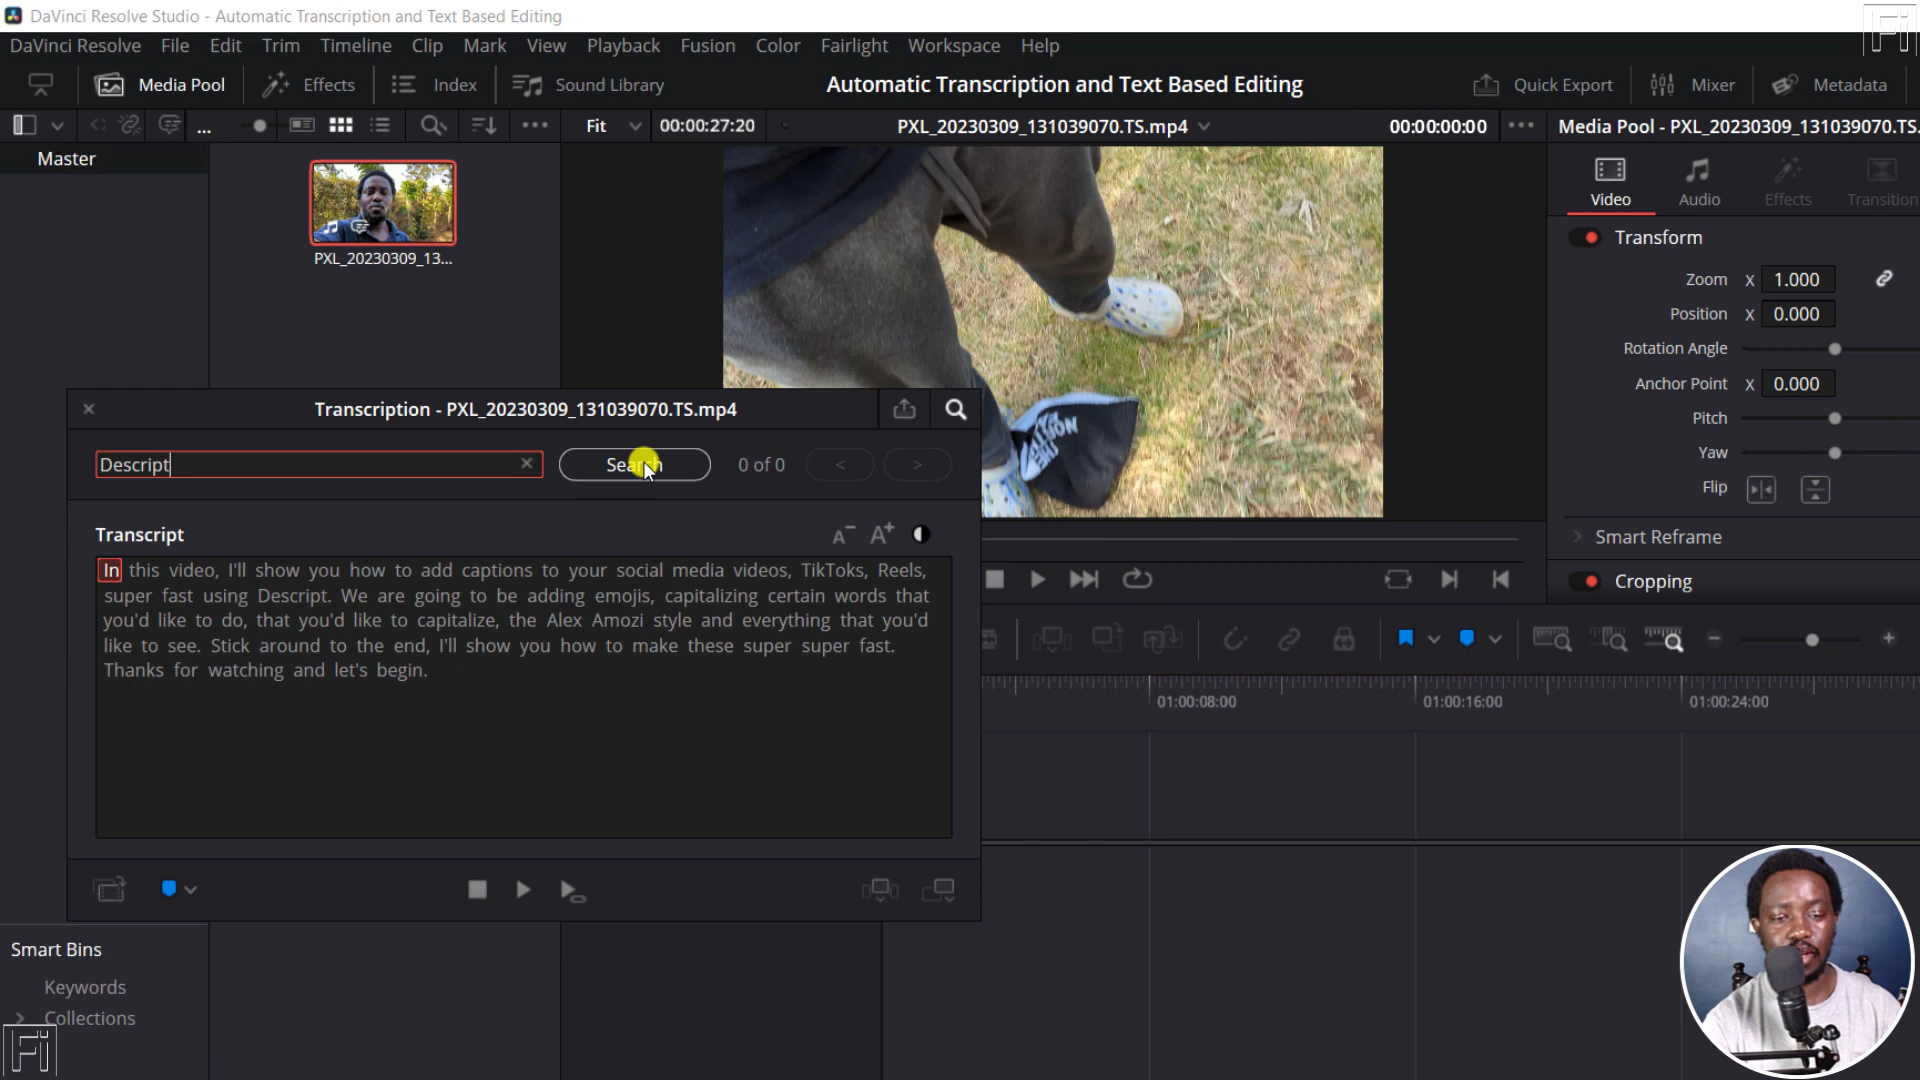 DaVinci Resolve Studio - Automatic Transcription and Text Based Editing
Fi
DaVinci Resolve File Edit Trim Timeline Clip Mark View Playback Fusion Color Fairlight Workspace Help
Media Pool Effects Index Sound Library Automatic Transcription and Text Based Editing Quick Export Mixer Metadata
... Fit 00:00:27:20 PXL_20230309_131039070.TS.mp4 00:00:00:00 Media Pool - PXL_20230309_131039070.TS.
Master
Video Audio Effects Transition
PXL_20230309_13...
Transform
Zoom X 1.000
Position X 0.000
Rotation Angle
Anchor Point X 0.000
Pitch
Yaw
Flip
Smart Reframe
Cropping
Transcription - PXL_20230309_131039070.TS.mp4
Descript Search 0 of 0 < >
Transcript A- A+
In this video, I'll show you how to add captions to your social media videos, TikToks, Reels,
super fast using Descript. We are going to be adding emojis, capitalizing certain words that
you'd like to do, that you'd like to capitalize, the Alex Amozi style and everything that you'd
like to see. Stick around to the end, I'll show you how to make these super super fast.
Thanks for watching and let's begin.
01:00:08:00 01:00:16:00 01:00:24:00
Smart Bins
Keywords
Collections
Fi